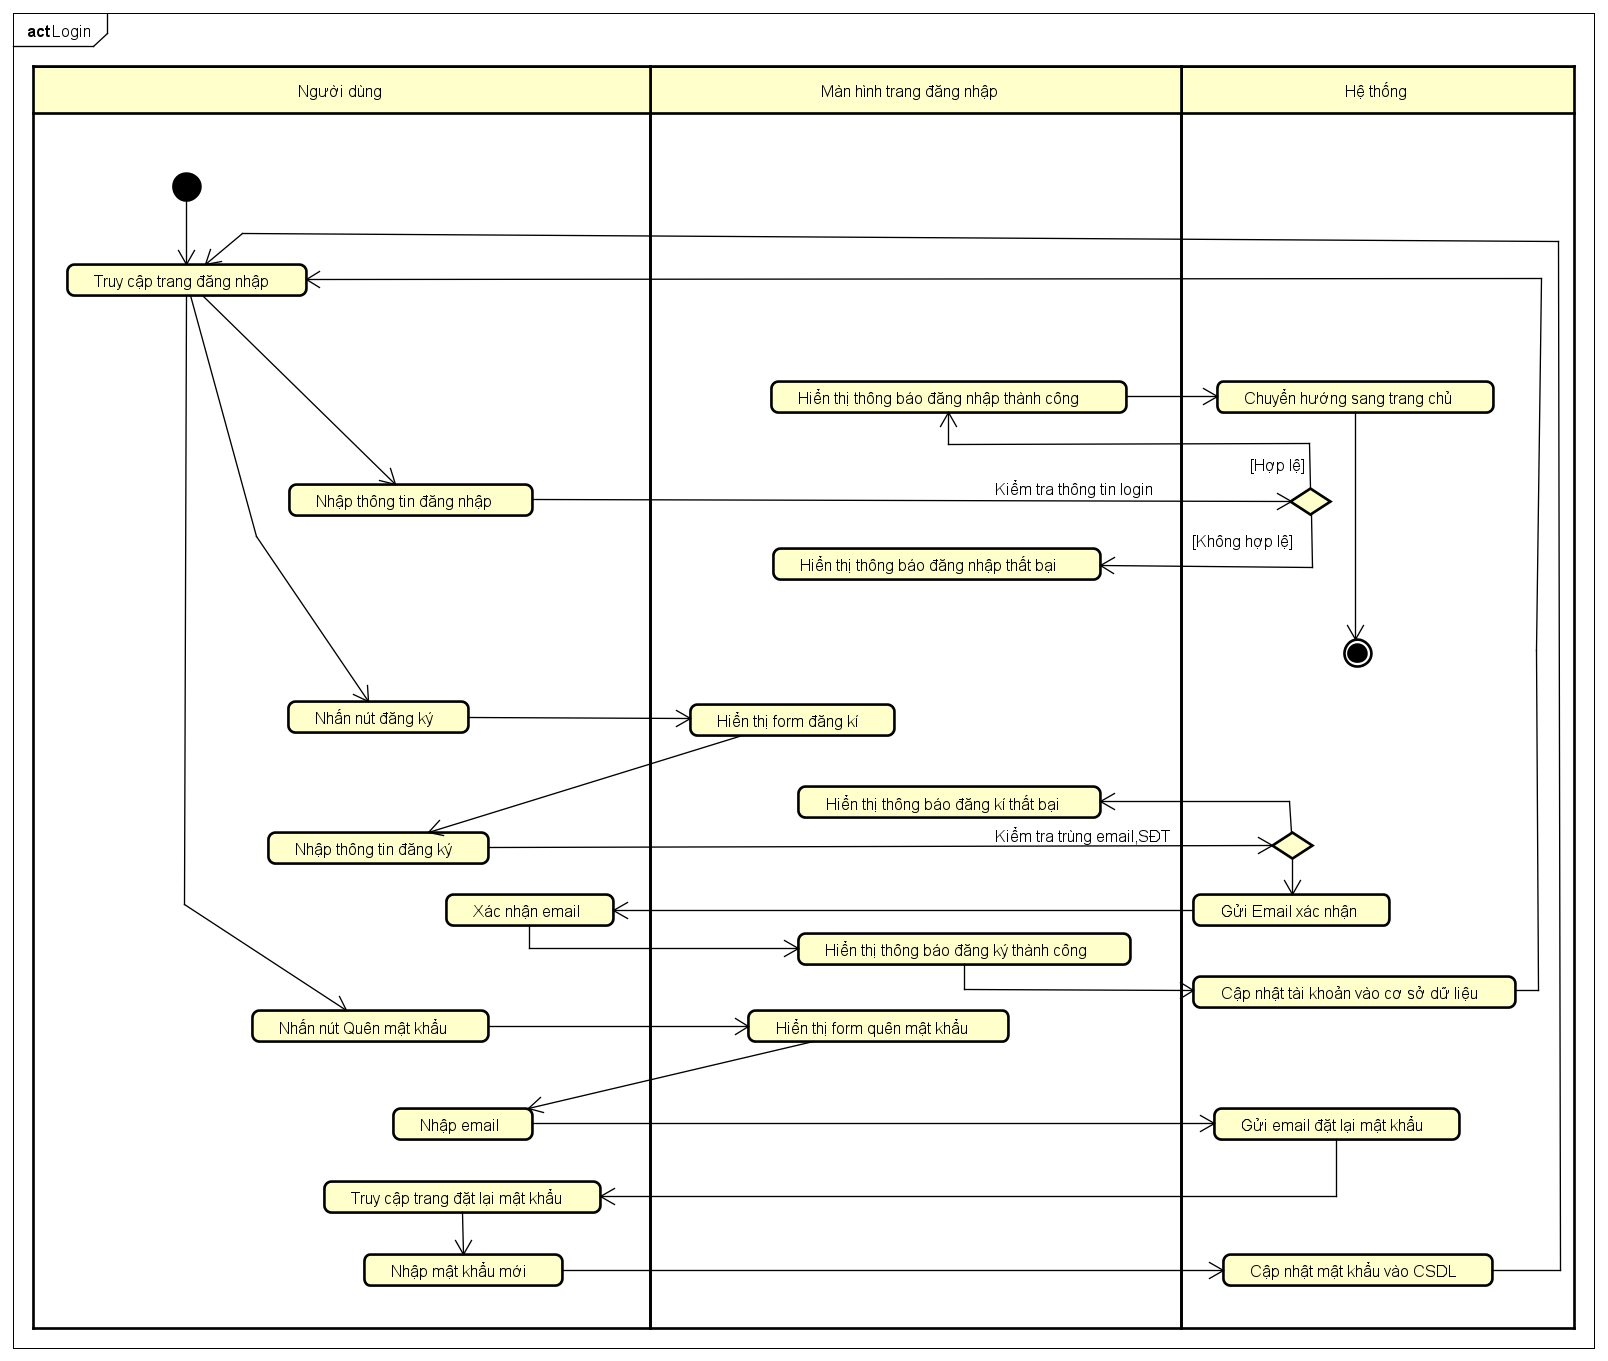 act Login
Người dùng
Màn hình trang đăng nhập
Hệ thống
Truy cập trang đăng nhập
Hiển thị thông báo đăng nhập thành công
Chuyển hướng sang trang chủ
[Hợp lệ]
Nhập thông tin đăng nhập
Kiểm tra thông tin login
[Không hợp lệ]
Hiển thị thông báo đăng nhập thất bại
Nhấn nút đăng ký
Hiển thị form đăng kí
Hiển thị thông báo đăng kí thất bại
Kiểm tra trùng email,SĐT
Nhập thông tin đăng ký
Xác nhận email
Gửi Email xác nhận
Hiển thị thông báo đăng ký thành công
Cập nhật tài khoản vào cơ sở dữ liệu
Nhấn nút Quên mật khẩu
Hiển thị form quên mật khẩu
Nhập email
Gửi email đặt lại mật khẩu
Truy cập trang đặt lại mật khẩu
Nhập mật khẩu mới
Cập nhật mật khẩu vào CSDL